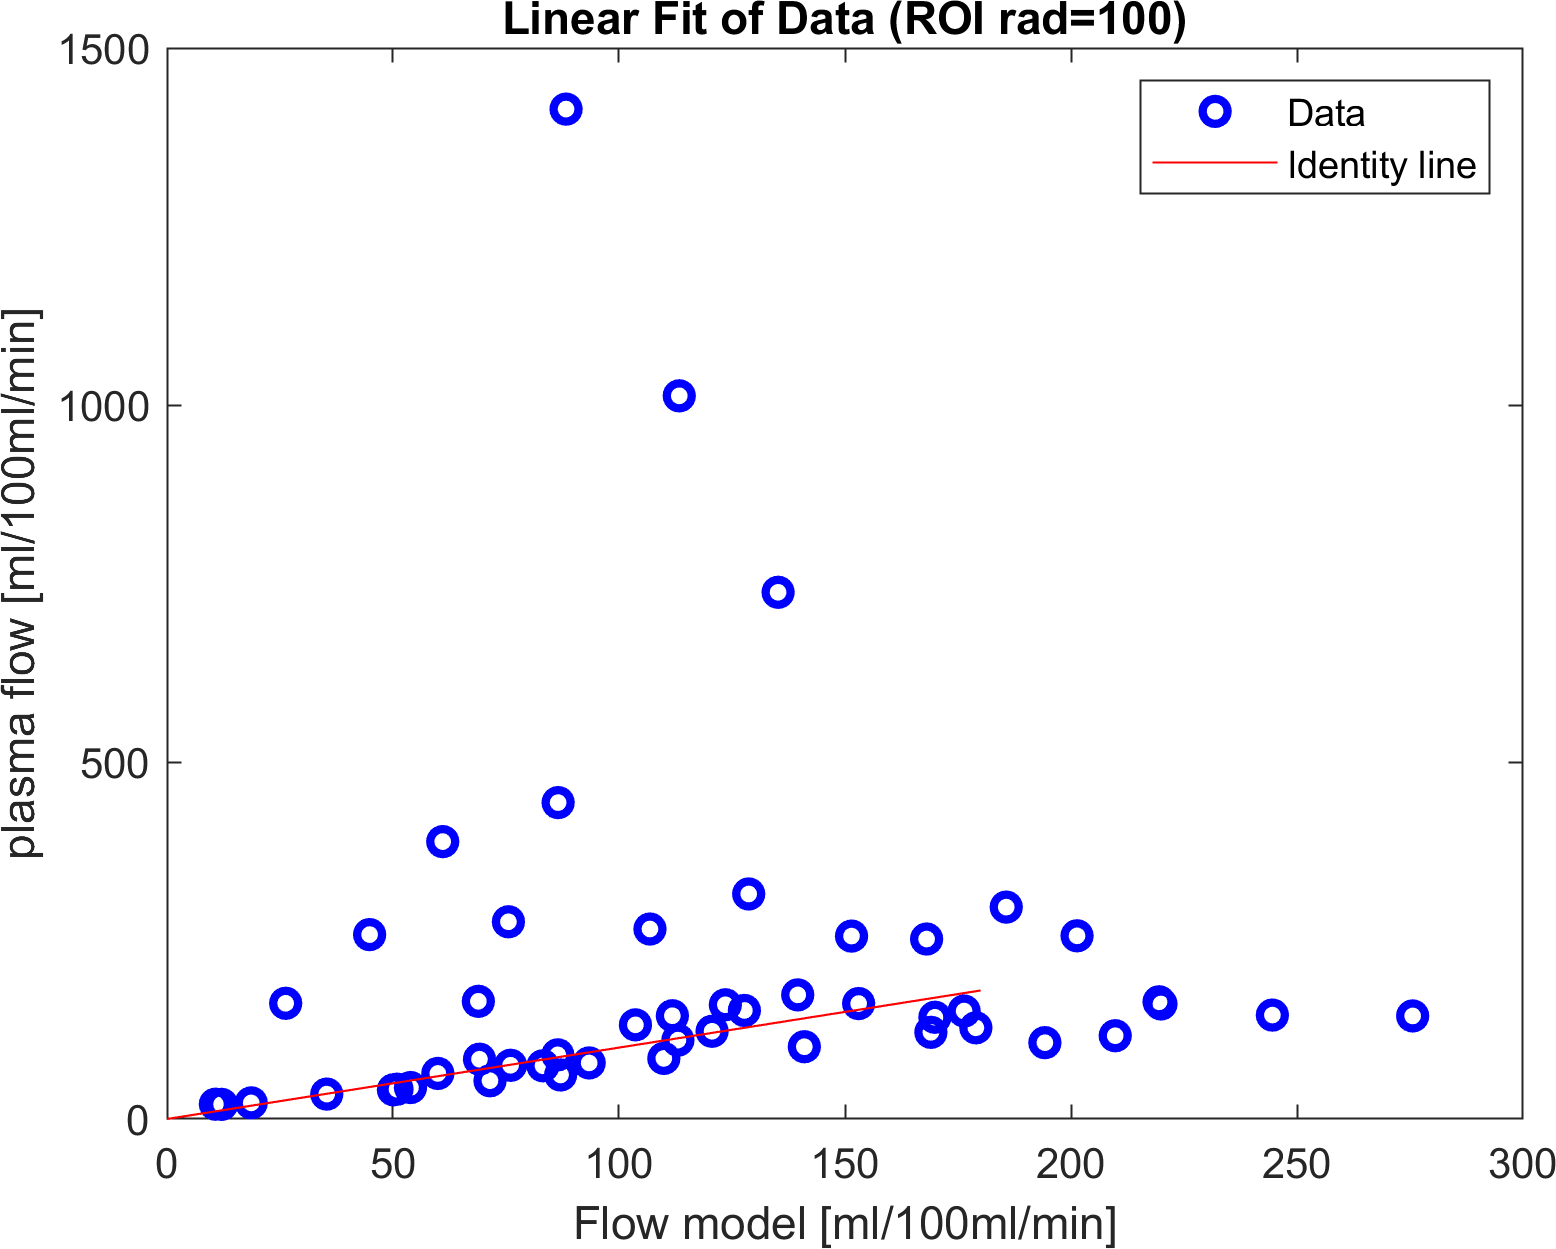 Linear Fit of Data (ROI rad=100)
1500
1000
500
0
plasma flow [ml/100ml/min]
Data
Identity line
0 50 100 150 200 250 300
Flow model [ml/100ml/min]